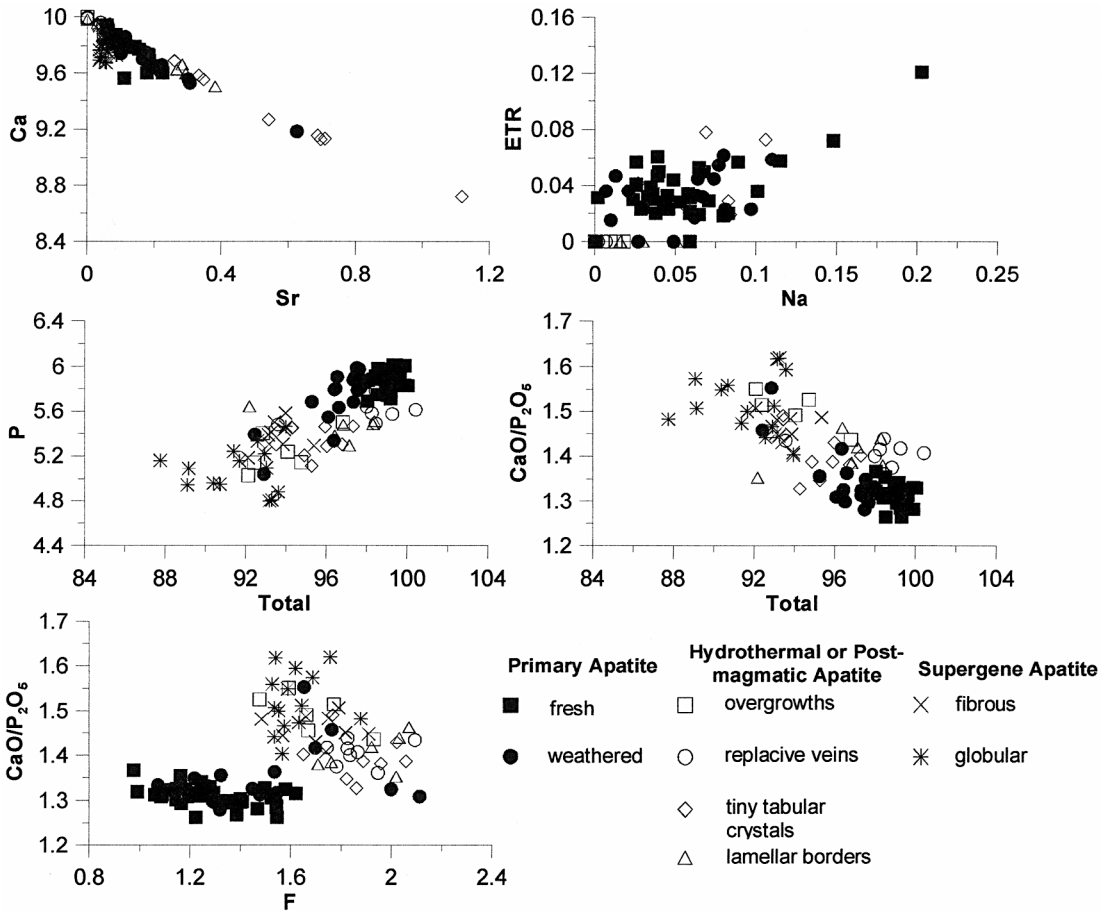 10
9.6
9.2
8.8
8.4
Ca
0 0.4 0.8 1.2
Sr
0.16
0.12
0.08
0.04
0
ETR
0 0.05 0.1 0.15 0.2 0.25
Na
6.4
6
5.6
5.2
4.8
4.4
P
84 88 92 96 100 104
Total
1.7
1.6
1.5
1.4
1.3
1.2
CaO/P₂O₅
84 88 92 96 100 104
Total
1.7
1.6
1.5
1.4
1.3
1.2
CaO/P₂O₅
0.8 1.2 1.6 2 2.4
F
Primary Apatite
fresh
weathered
Hydrothermal or Post-
magmatic Apatite
overgrowths
replacive veins
tiny tabular
crystals
lamellar borders
Supergene Apatite
fibrous
globular